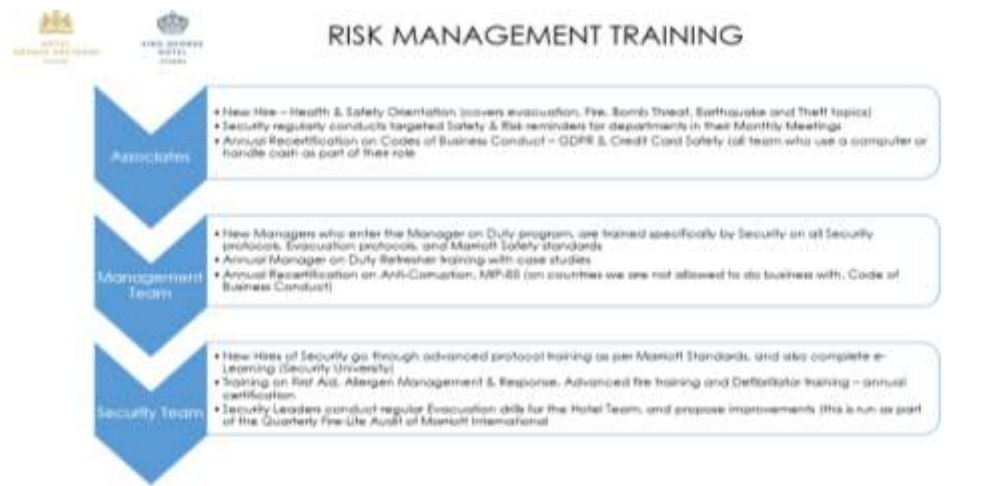 HOTEL
GRANDE BRETAGNE
KING GEORGE
HOTEL
ATHENS
RISK MANAGEMENT TRAINING
Associates
• New Hire – Health & Safety Orientation (covers evacuation, Fire, Bomb Threat, Earthquake and Theft topics)
• Security regularly conducts targeted Safety & Risk reminders for departments in their Monthly Meetings
• Annual Recertification on Codes of Business Conduct – GDPR & Credit Card Safety (all team who use a computer or
handle cash as part of their role
Management
Team
• New Managers who enter the Manager on Duty program, are trained specifically by Security on all Security
protocols, Evacuation protocols, and Marriott Safety standards
• Annual Manager on Duty Refresher training with case studies
• Annual Recertification on Anti-Corruption, (on countries we are not allowed to do business with, Code of
Business Conduct)
Security Team
• New Hires of Security go through advanced protocol training as per Marriott Standards, and also complete e-
Learning (Security University)
• Training on First Aid, Allergen Management & Response, Advanced fire training and Defibrillator training – annual
certification
• Security Leaders conduct regular Evacuation drills for the Hotel Team, and propose improvements (this is run as part
of the Quarterly Fire-Life Audit of Marriott International